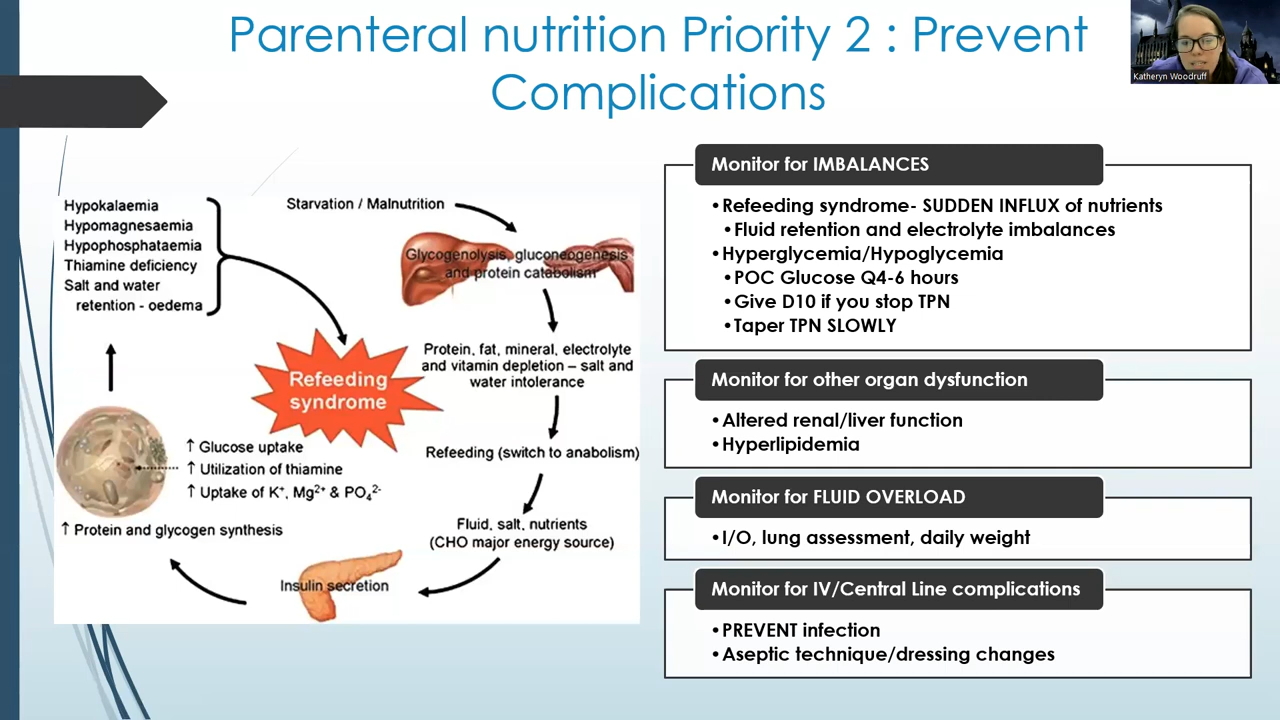 Parenteral nutrition Priority 2 : Prevent
Complications
Katheryn Woodruff
Hypokalaemia
Hypomagnesaemia
Hypophosphataemia
Thiamine deficiency
Salt and water
retention - oedema
Starvation / Malnutrition
Glycogenolysis, gluconeogenesis
and protein catabolism
Protein, fat, mineral, electrolyte
and vitamin depletion – salt and
water intolerance
Refeeding
syndrome
Refeeding (switch to anabolism)
↑ Glucose uptake
↑ Utilization of thiamine
↑ Uptake of K⁺, Mg²⁺ & PO₄²⁻
↑ Protein and glycogen synthesis
Fluid, salt, nutrients
(CHO major energy source)
Insulin secretion
Monitor for IMBALANCES
•Refeeding syndrome- SUDDEN INFLUX of nutrients
•Fluid retention and electrolyte imbalances
•Hyperglycemia/Hypoglycemia
•POC Glucose Q4-6 hours
•Give D10 if you stop TPN
•Taper TPN SLOWLY
Monitor for other organ dysfunction
•Altered renal/liver function
•Hyperlipidemia
Monitor for FLUID OVERLOAD
•I/O, lung assessment, daily weight
Monitor for IV/Central Line complications
•PREVENT infection
•Aseptic technique/dressing changes